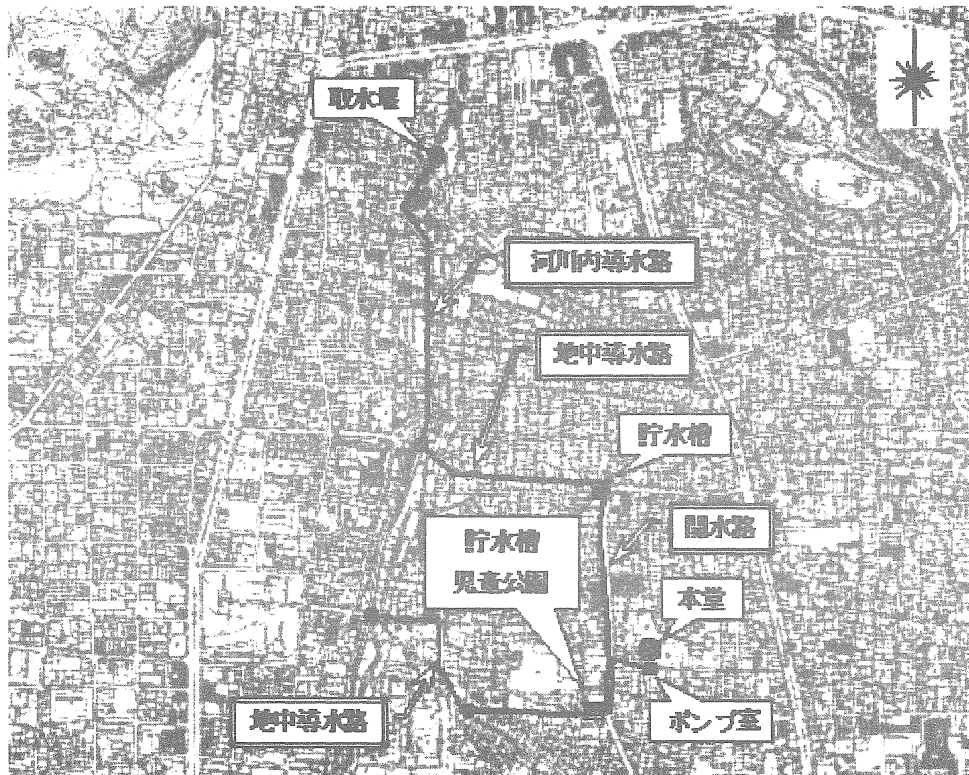 取水堰
河川内導水路
地中導水路
貯水槽
開水路
貯水槽
児童公園
本堂
地中導水路
ポンプ室